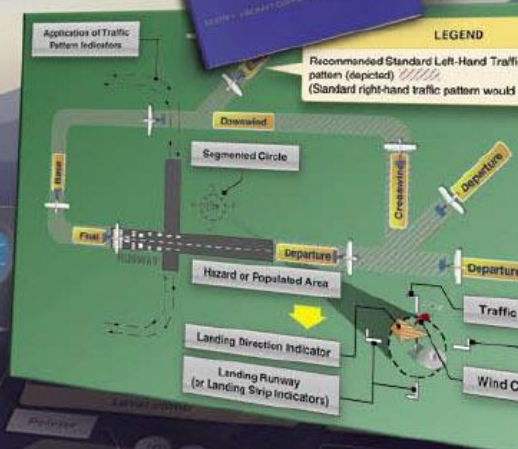 LEGEND
Application of Traffic
Pattern Indicators
Recommended Standard Left-Hand Traffi
pattern (depicted)
(Standard right-hand traffic pattern would
Downwind
Segmented Circle
Base
Crosswind
Departure
Final
RUNWAY
Departure
Departure
Hazard or Populated Area
Traffic
Landing Direction Indicator
Landing Runway
(or Landing Strip Indicators)
Wind C
Pointer